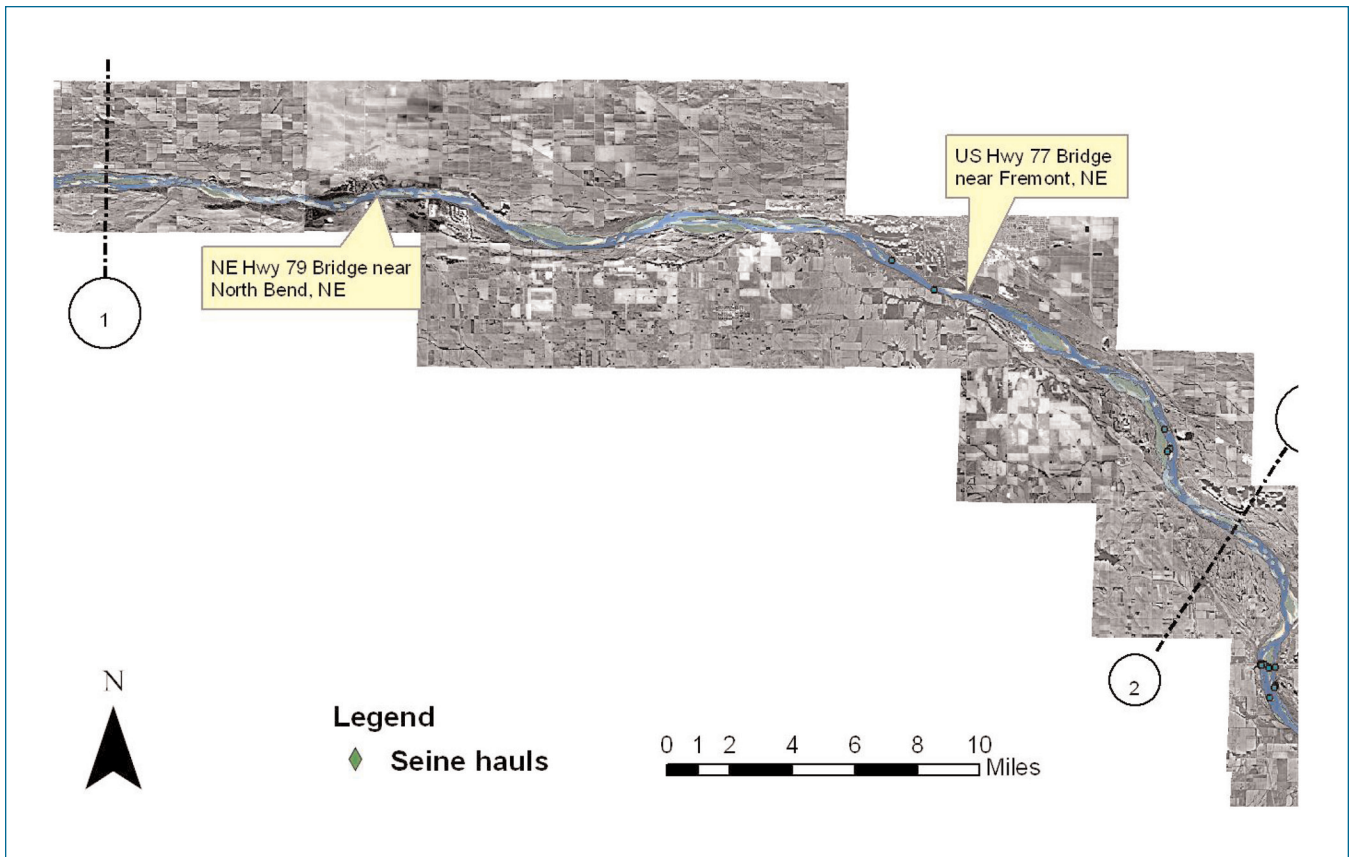 US Hwy 77 Bridge
near Fremont, NE
NE Hwy 79 Bridge near
North Bend, NE
1
2
N
Legend
Seine hauls
0 1 2 4 6 8 10
Miles